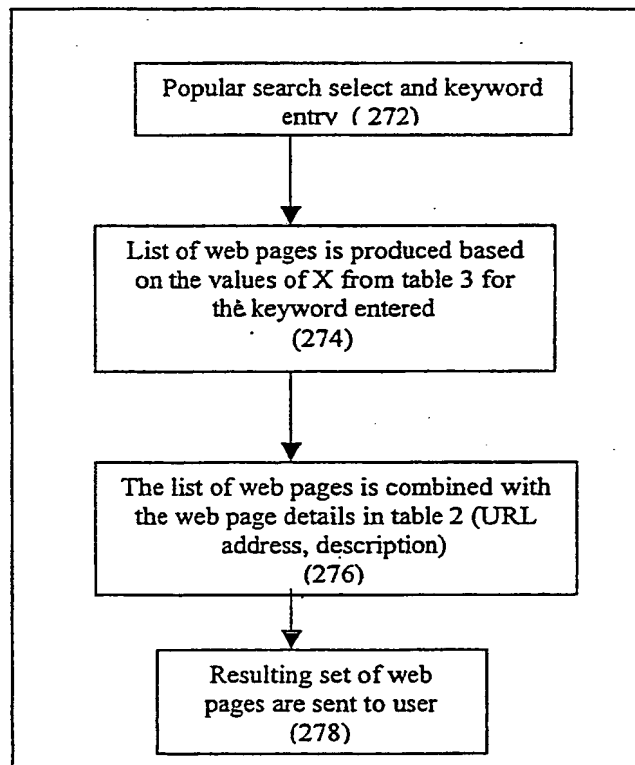 Popular search select and keyword
entry (272)
List of web pages is produced based
on the values of X from table 3 for
the keyword entered
(274)
The list of web pages is combined with
the web page details in table 2 (URL
address, description)
(276)
Resulting set of web
pages are sent to user
(278)